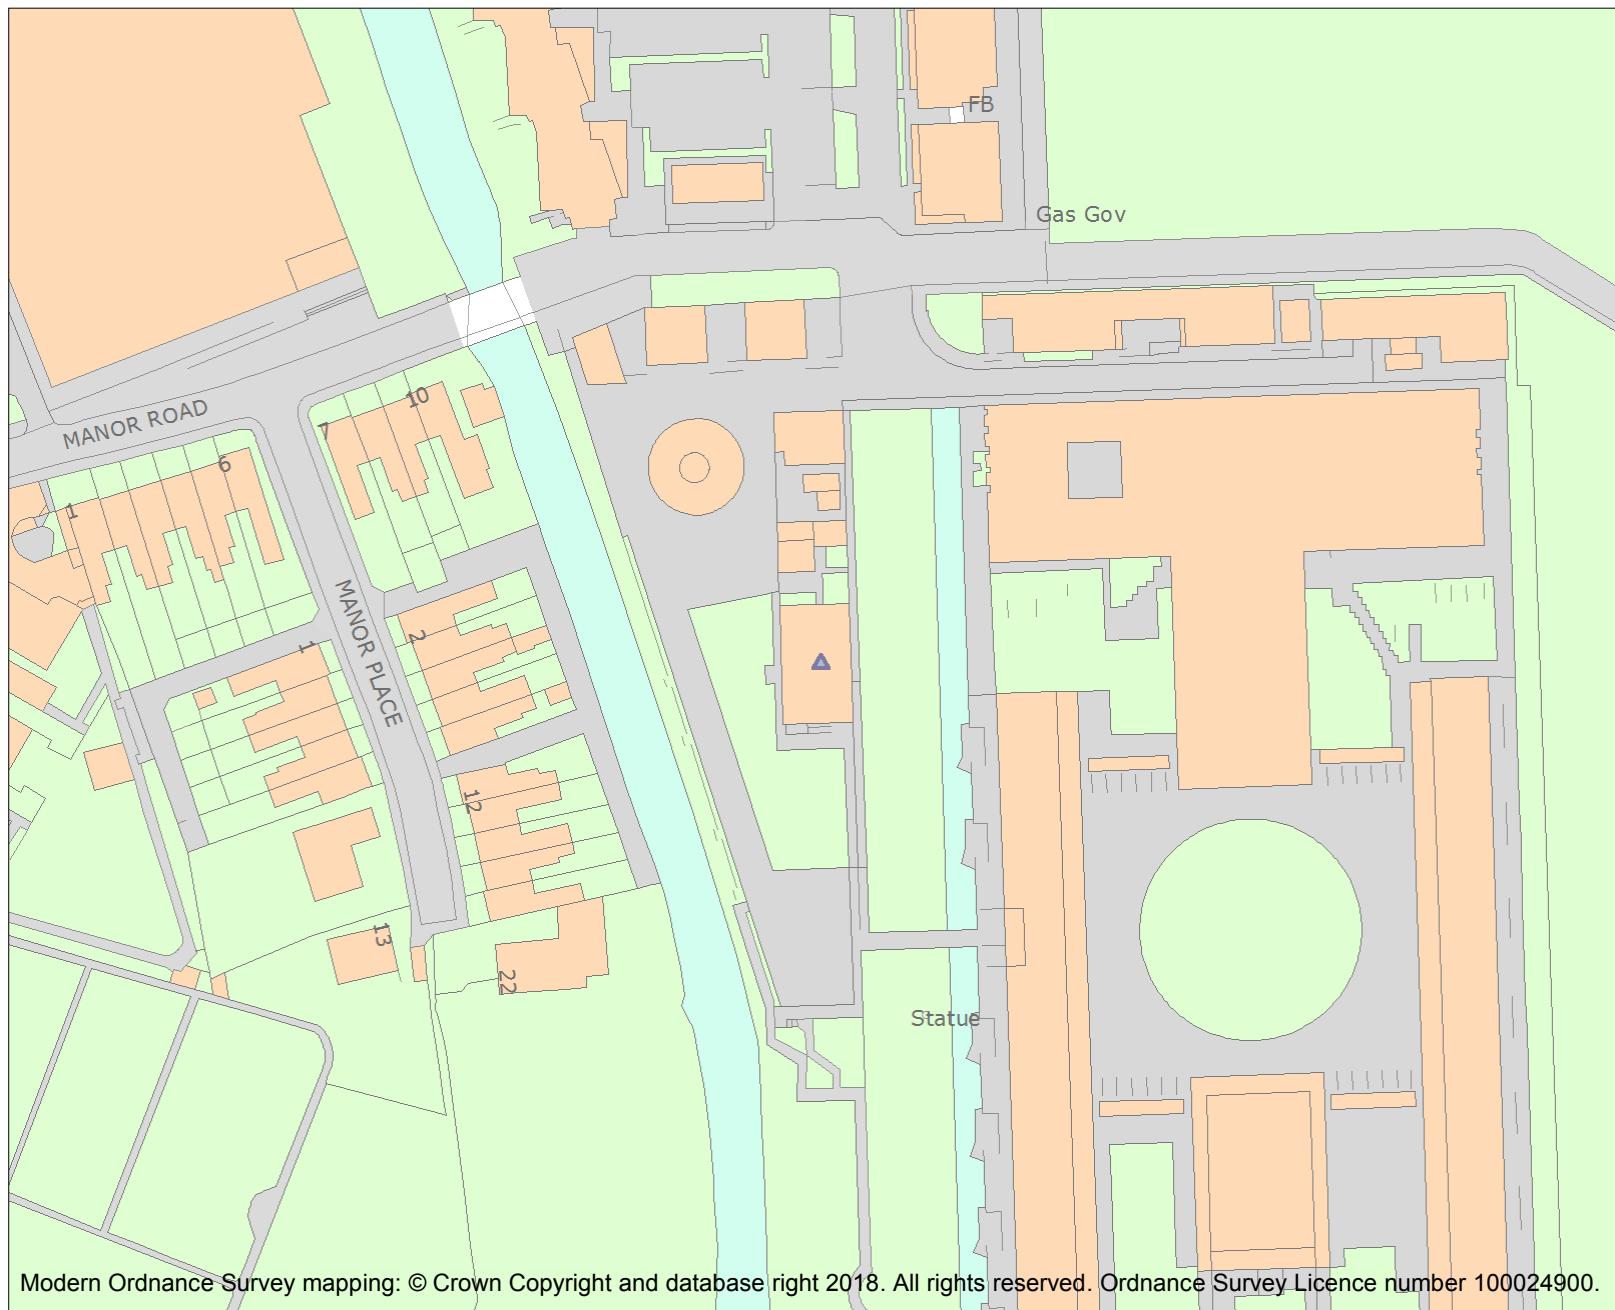 FB
Gas Gov
MANOR ROAD
10
7
6
1
MANOR PLACE
2
1
12
13
22
Statue
Modern Ordnance Survey mapping: © Crown Copyright and database right 2018. All rights reserved. Ordnance Survey Licence number 100024900.